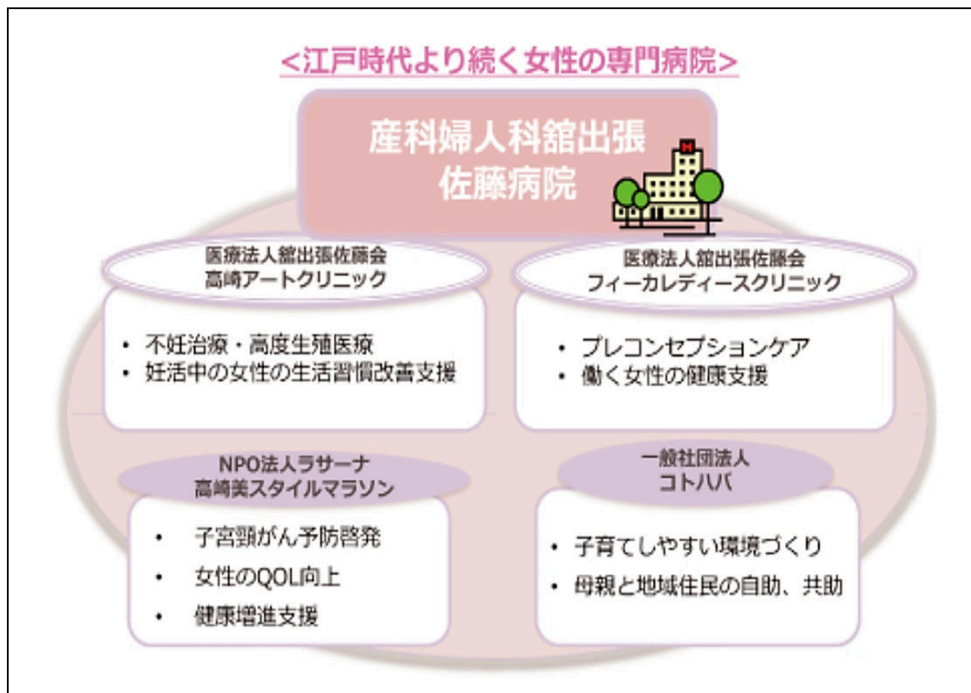 <江戸時代より続く女性の専門病院>
産科婦人科舘出張
佐藤病院
H
医療法人舘出張佐藤会
高崎アートクリニック
• 不妊治療・高度生殖医療
• 妊活中の女性の生活習慣改善支援
医療法人舘出張佐藤会
フィーカレディースクリニック
• プレコンセプションケア
• 働く女性の健康支援
NPO法人ラサーナ
高崎美スタイルマラソン
• 子宮頸がん予防啓発
• 女性のQOL向上
• 健康増進支援
一般社団法人
コトハバ
• 子育てしやすい環境づくり
• 母親と地域住民の自助、共助